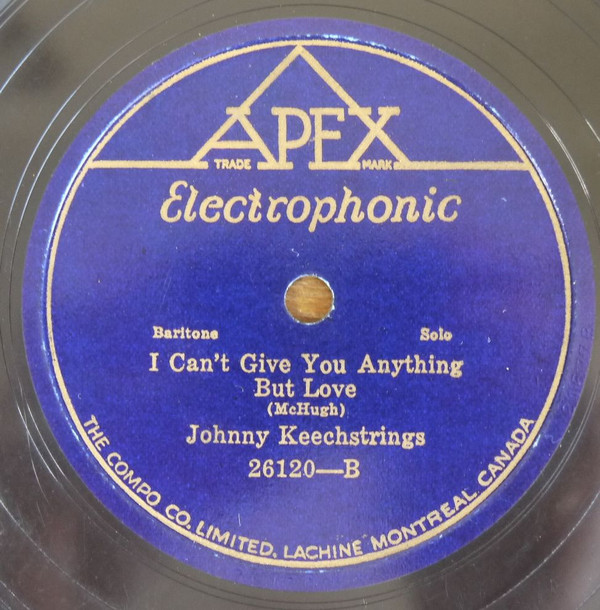 APEX
TRADE MARK
Electrophonic
Baritone Solo
I Can't Give You Anything
But Love
(McHugh)
Johnny Keechstrings
26120—B
THE COMPO CO. LIMITED, LACHINE MONTREAL CANADA